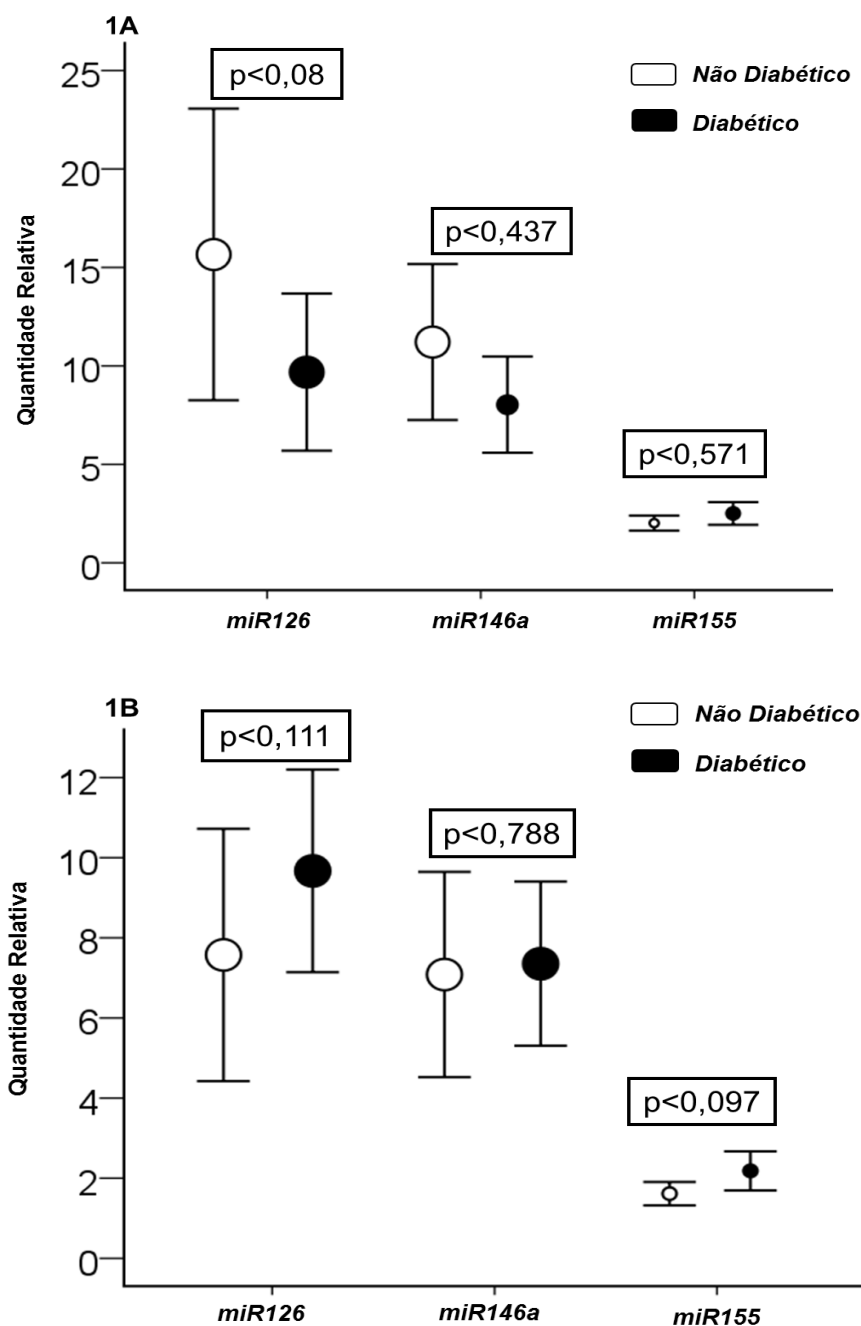 1A
p<0,08
Não Diabético
Diabético
p<0,437
p<0,571
Quantidade Relativa
25
20
15
10
5
0
miR126
miR146a
miR155
1B
p<0,111
Não Diabético
Diabético
p<0,788
p<0,097
Quantidade Relativa
12
10
8
6
4
2
0
miR126
miR146a
miR155